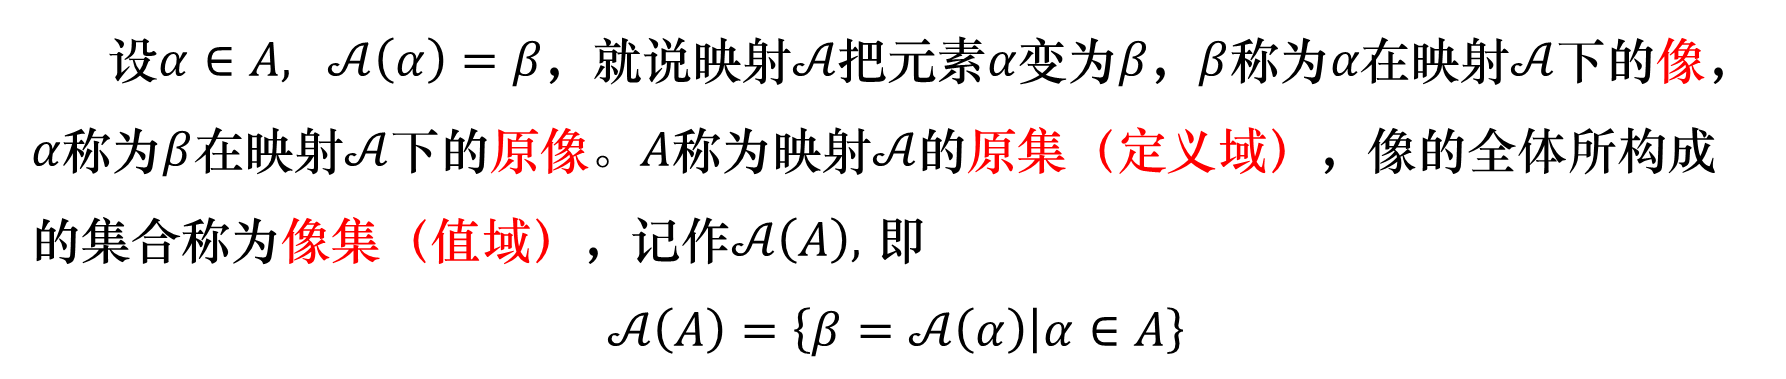 设α ∈ A, 𝒜(α) = β，就说映射𝒜把元素α变为β，β称为α在映射𝒜下的像，
α称为β在映射𝒜下的原像。A称为映射𝒜的原集（定义域），像的全体所构成
的集合称为像集（值域），记作𝒜(A), 即
𝒜(A) = {β = 𝒜(α)|α ∈ A}